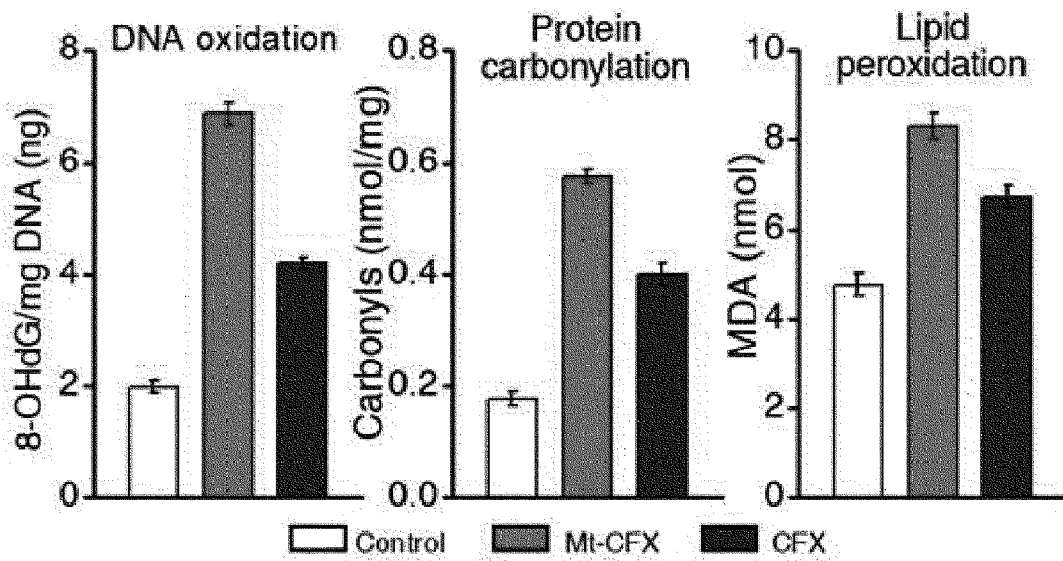 DNA oxidation
8-OHdG/mg DNA (ng)
8
6
4
2
0
Protein
carbonylation
Carbonyls (nmol/mg)
0.8
0.6
0.4
0.2
0.0
Lipid
peroxidation
MDA (nmol)
10
8
6
4
2
0
Control
Mt-CFX
CFX